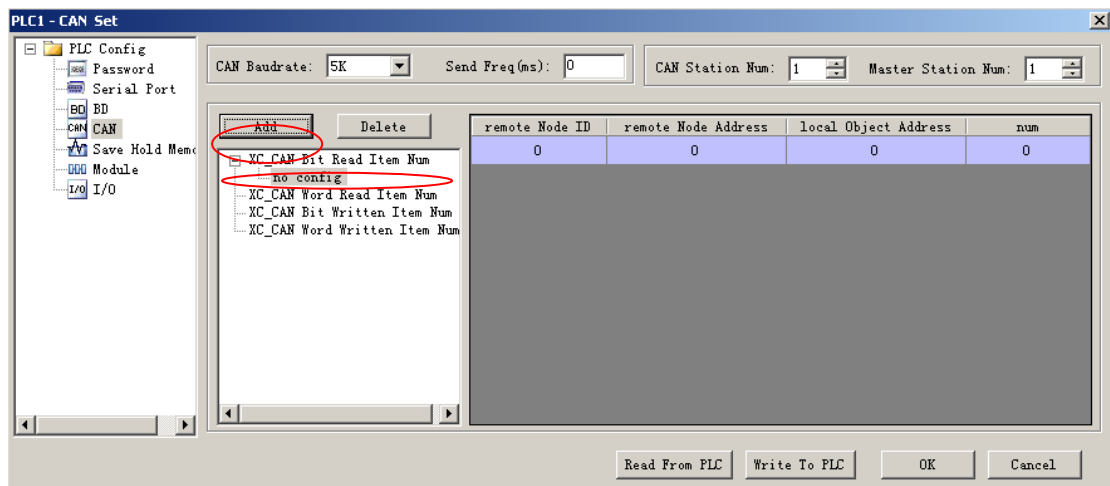 PLC1 - CAN Set
PLC Config
Password
Serial Port
BD BD
CAN CAN
Save Hold Memo
Module
I/O I/O
CAN Baudrate: 5K
Send Freq(ms): 0
CAN Station Num: 1
Master Station Num: 1
Add Delete
XC_CAN Bit Read Item Num
no config
XC_CAN Word Read Item Num
XC_CAN Bit Written Item Num
XC_CAN Word Written Item Num
remote Node ID remote Node Address local Object Address num
0 0 0 0
Read From PLC Write To PLC OK Cancel